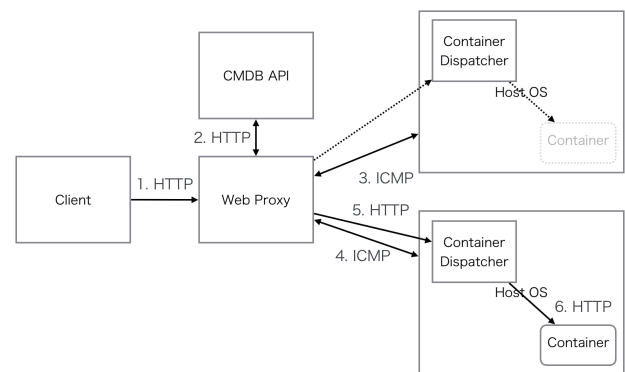 Container
Dispatcher
CMDB API
Host OS
2. HTTP
Container
1. HTTP
3. ICMP
Client
Web Proxy
5. HTTP
Container
Dispatcher
4. ICMP
Host OS
6. HTTP
Container